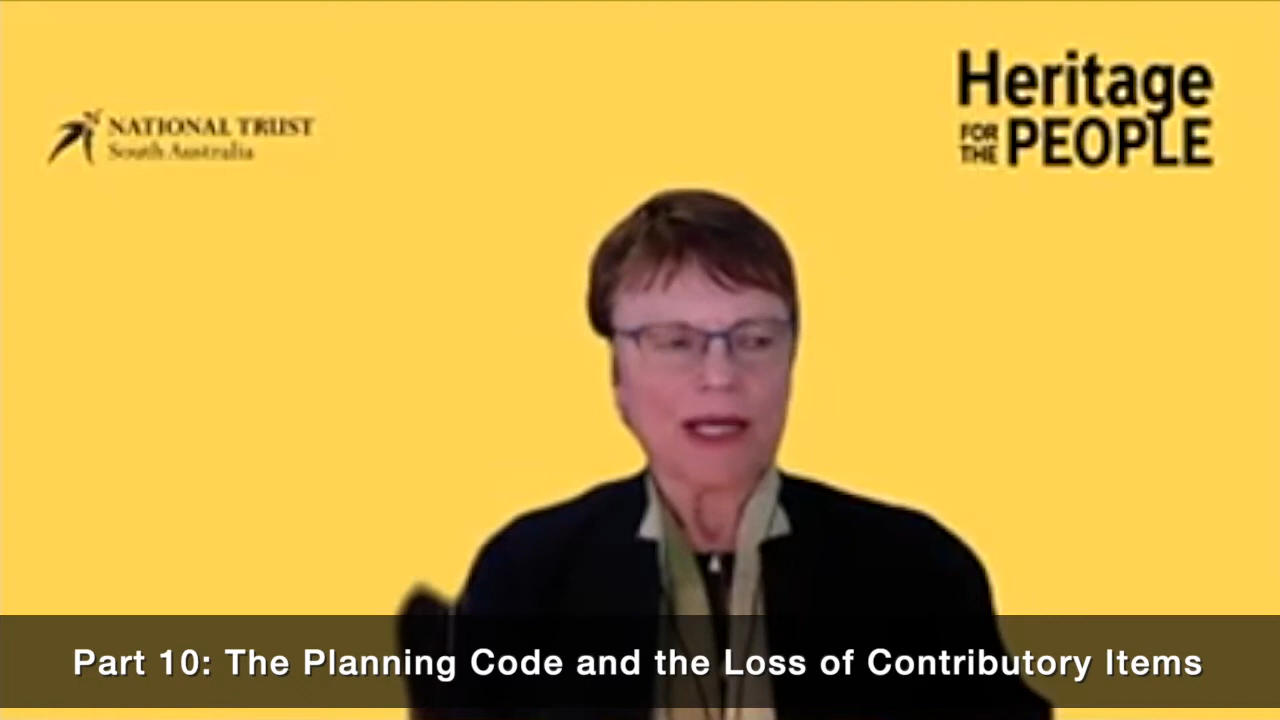 NATIONAL TRUST
South Australia
Heritage
FOR THE PEOPLE
Part 10: The Planning Code and the Loss of Contributory Items